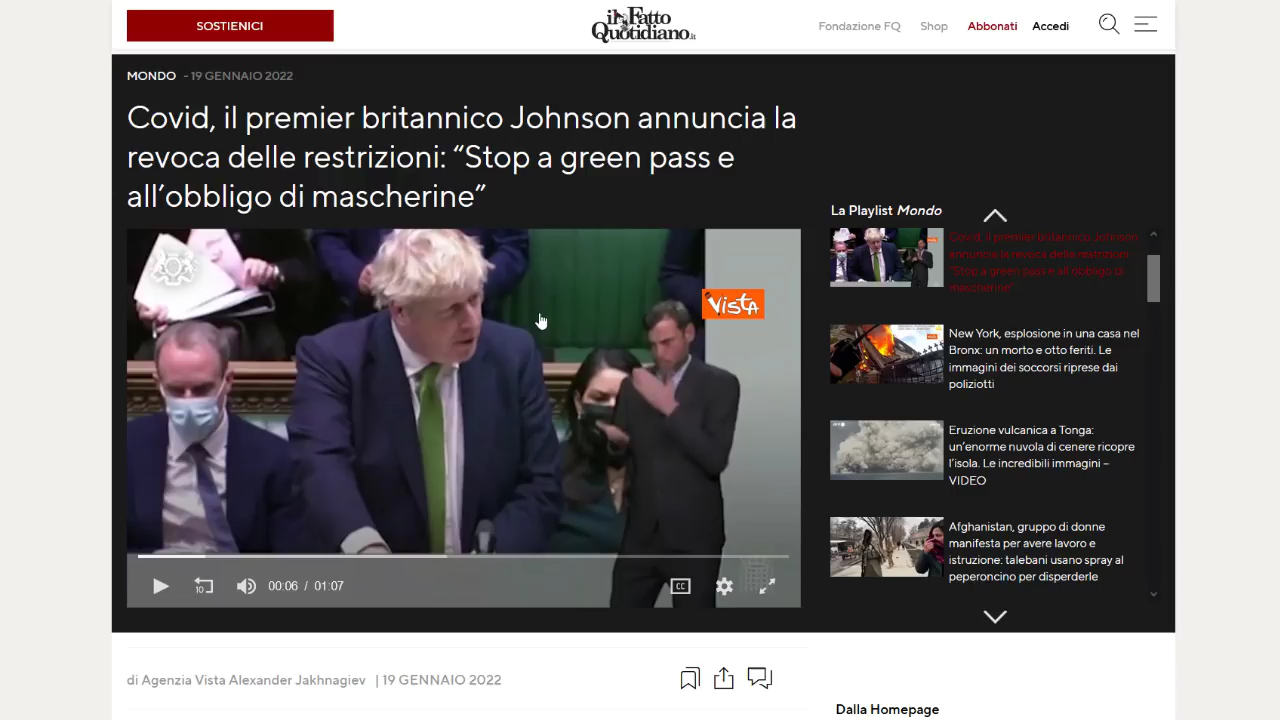 SOSTIENICI
il Fatto Quotidiano.it
Fondazione FQ
Shop
Abbonati
Accedi
MONDO - 19 GENNAIO 2022
Covid, il premier britannico Johnson annuncia la
revoca delle restrizioni: “Stop a green pass e
all’obbligo di mascherine”
VISTA
00:06 / 01:07
CC
10
La Playlist Mondo
Covid, il premier britannico Johnson
annuncia la revoca delle restrizioni:
“Stop a green pass e all’obbligo di
mascherine”
New York, esplosione in una casa nel
Bronx: un morto e otto feriti. Le
immagini dei soccorsi riprese dai
poliziotti
Eruzione vulcanica a Tonga:
un’enorme nuvola di cenere ricopre
l’isola. Le incredibili immagini –
VIDEO
Afghanistan, gruppo di donne
manifesta per avere lavoro e
istruzione: talebani usano spray al
peperoncino per disperderle
di Agenzia Vista Alexander Jakhnagiev | 19 GENNAIO 2022
Dalla Homepage